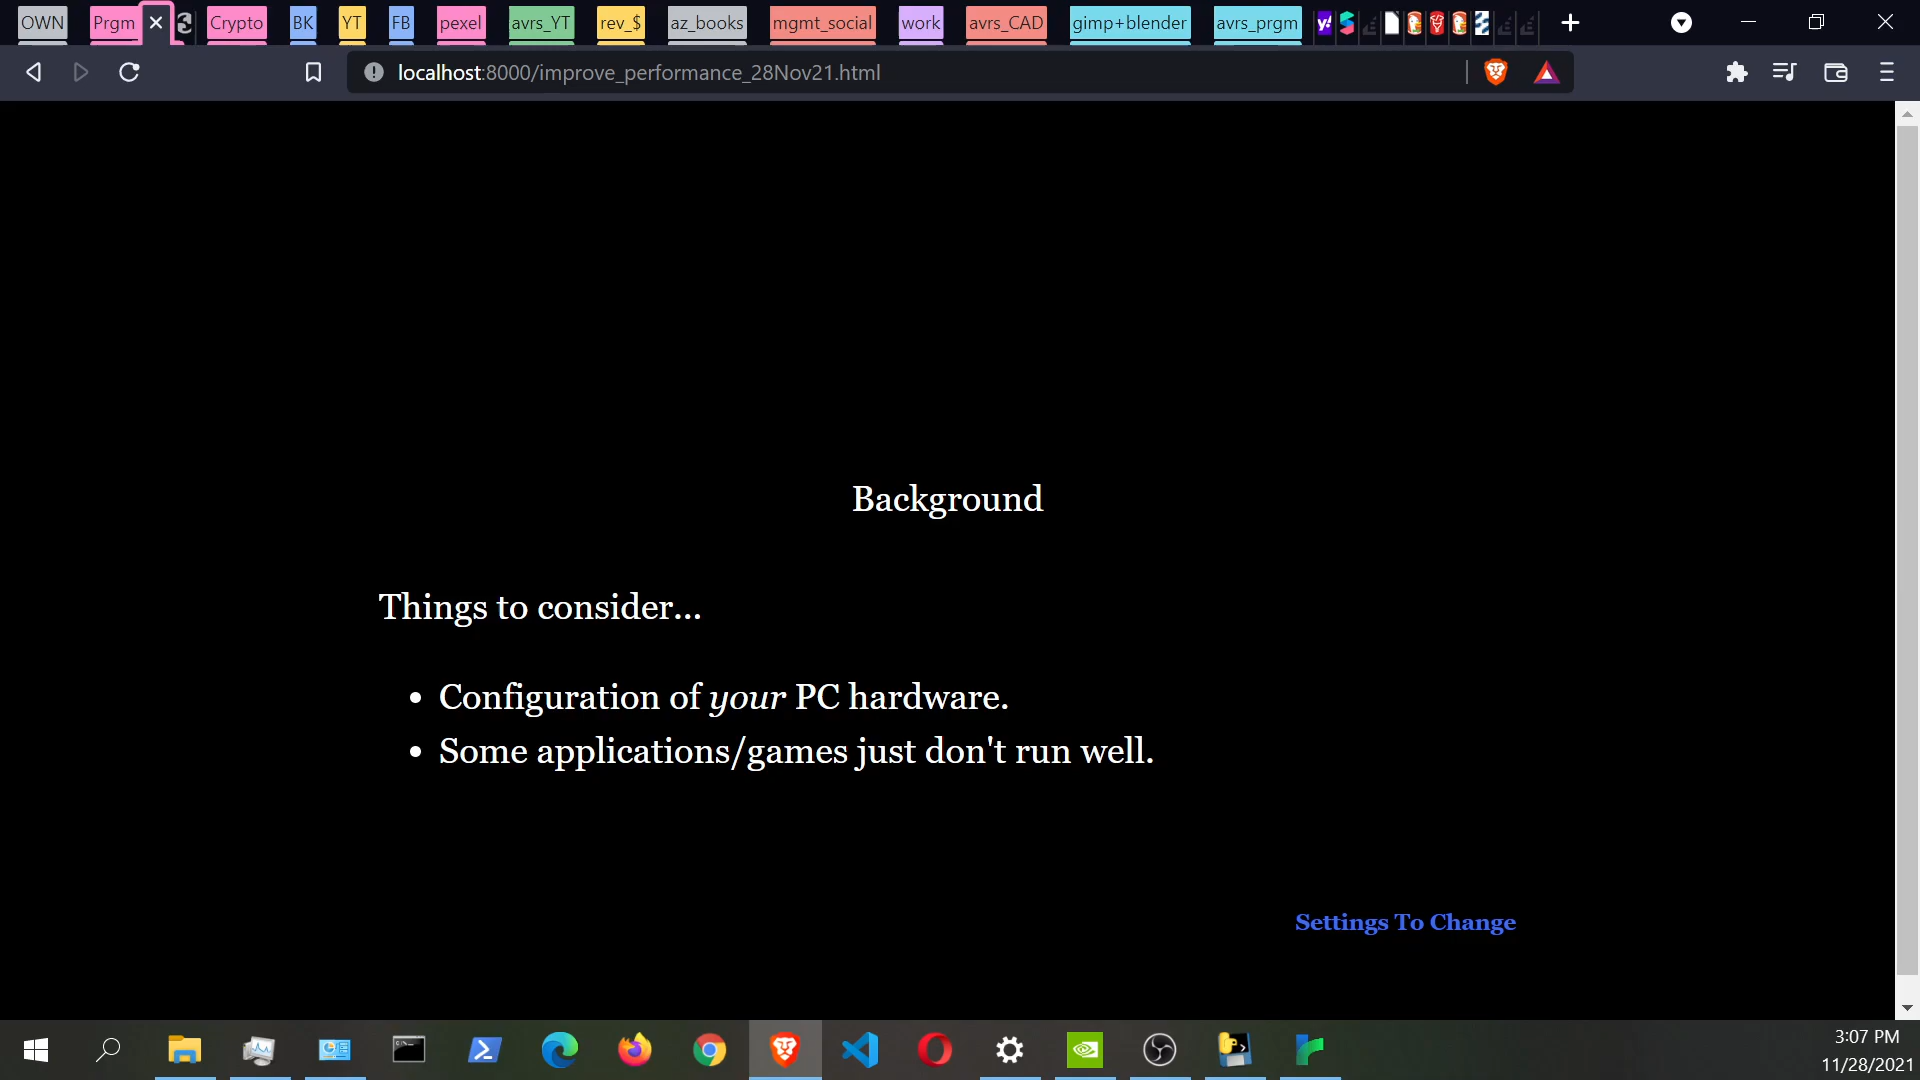 OWN Prgm Crypto BK YT FB pexel avrs_YT rev_$ az_books mgmt_social work avrs_CAD gimp+blender avrs_prgm
localhost:8000/improve_performance_28Nov21.html
Background
Things to consider...
• Configuration of your PC hardware.
• Some applications/games just don't run well.
Settings To Change
3:07 PM
11/28/2021